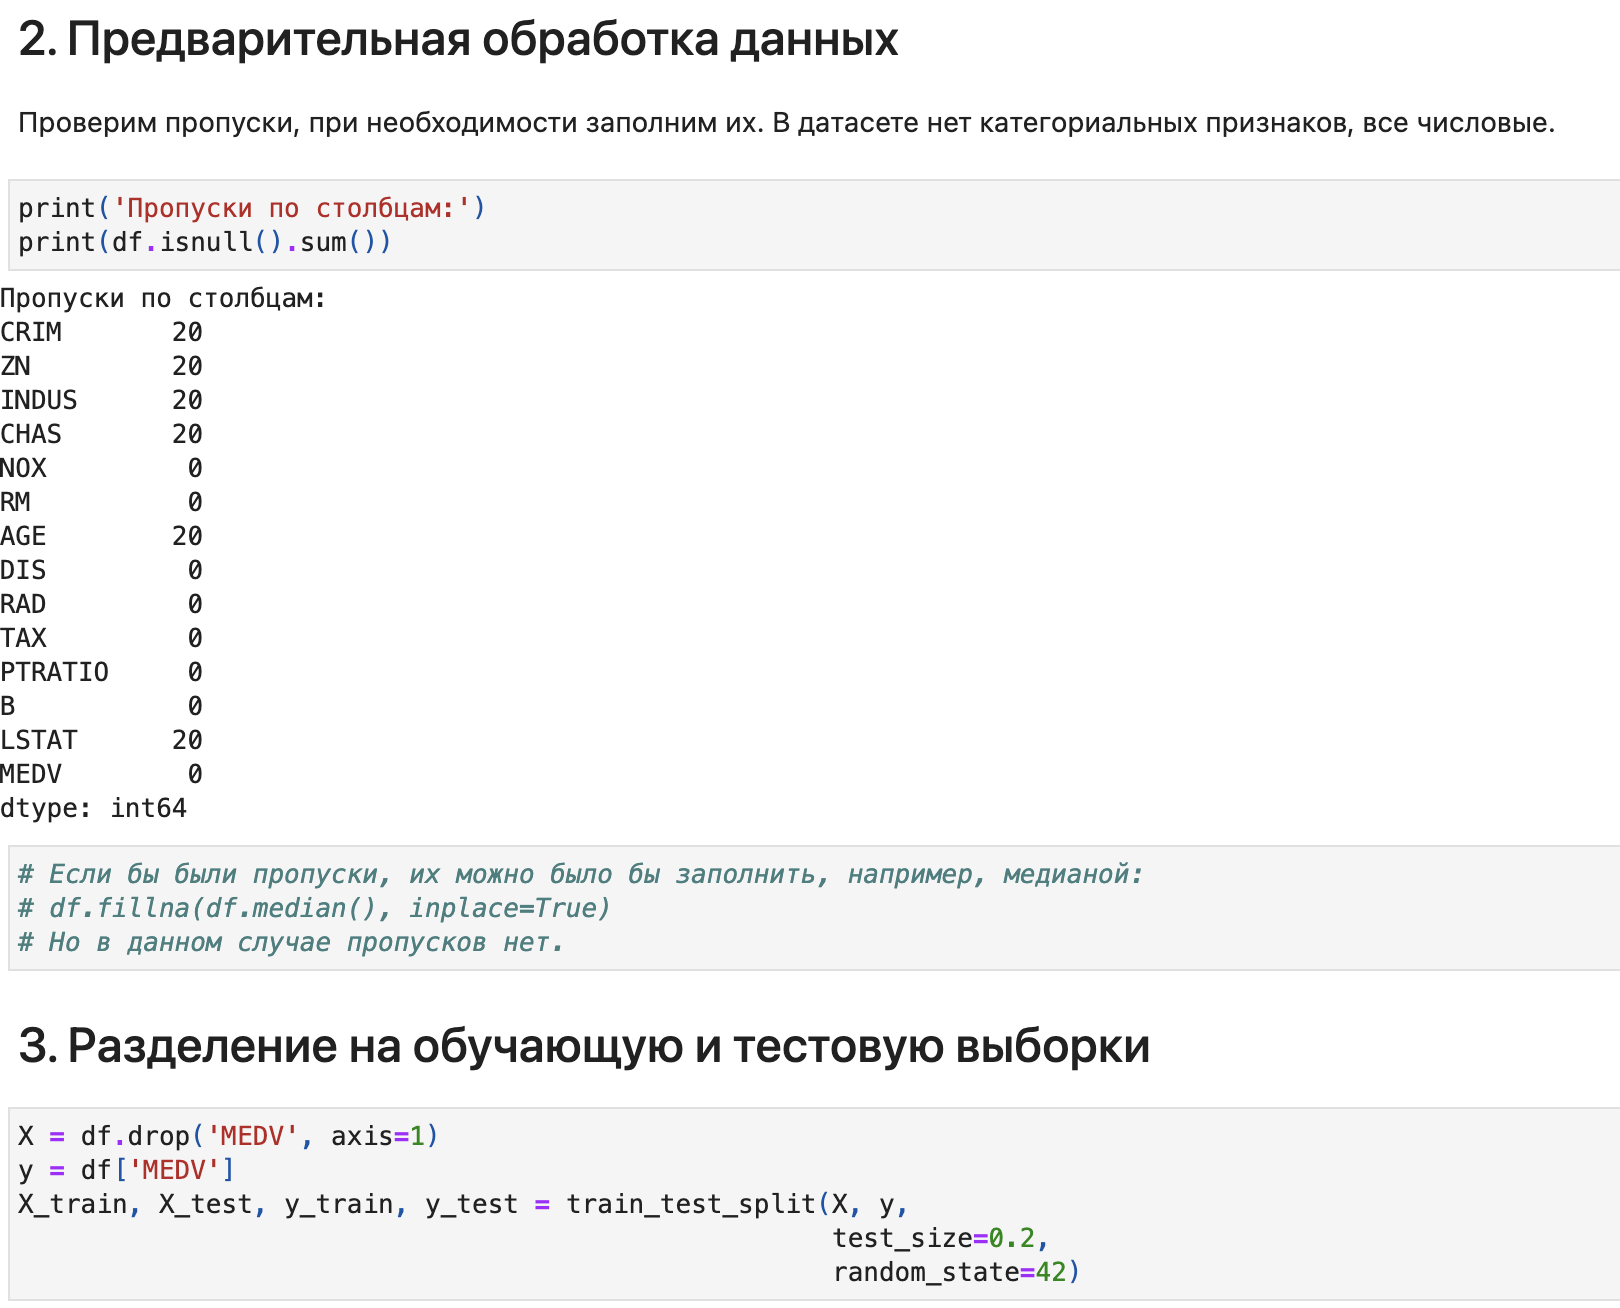 2. Предварительная обработка данных
Проверим пропуски, при необходимости заполним их. В датасете нет категориальных признаков, все числовые.
print('Пропуски по столбцам:')
print(df.isnull().sum())
Пропуски по столбцам:
CRIM       20
ZN         20
INDUS      20
CHAS       20
NOX         0
RM          0
AGE        20
DIS         0
RAD         0
TAX         0
PTRATIO     0
B           0
LSTAT      20
MEDV        0
dtype: int64
# Если бы были пропуски, их можно было бы заполнить, например, медианой:
# df.fillna(df.median(), inplace=True)
# Но в данном случае пропусков нет.
3. Разделение на обучающую и тестовую выборки
X = df.drop('MEDV', axis=1)
y = df['MEDV']
X_train, X_test, y_train, y_test = train_test_split(X, y,
                                                    test_size=0.2,
                                                    random_state=42)